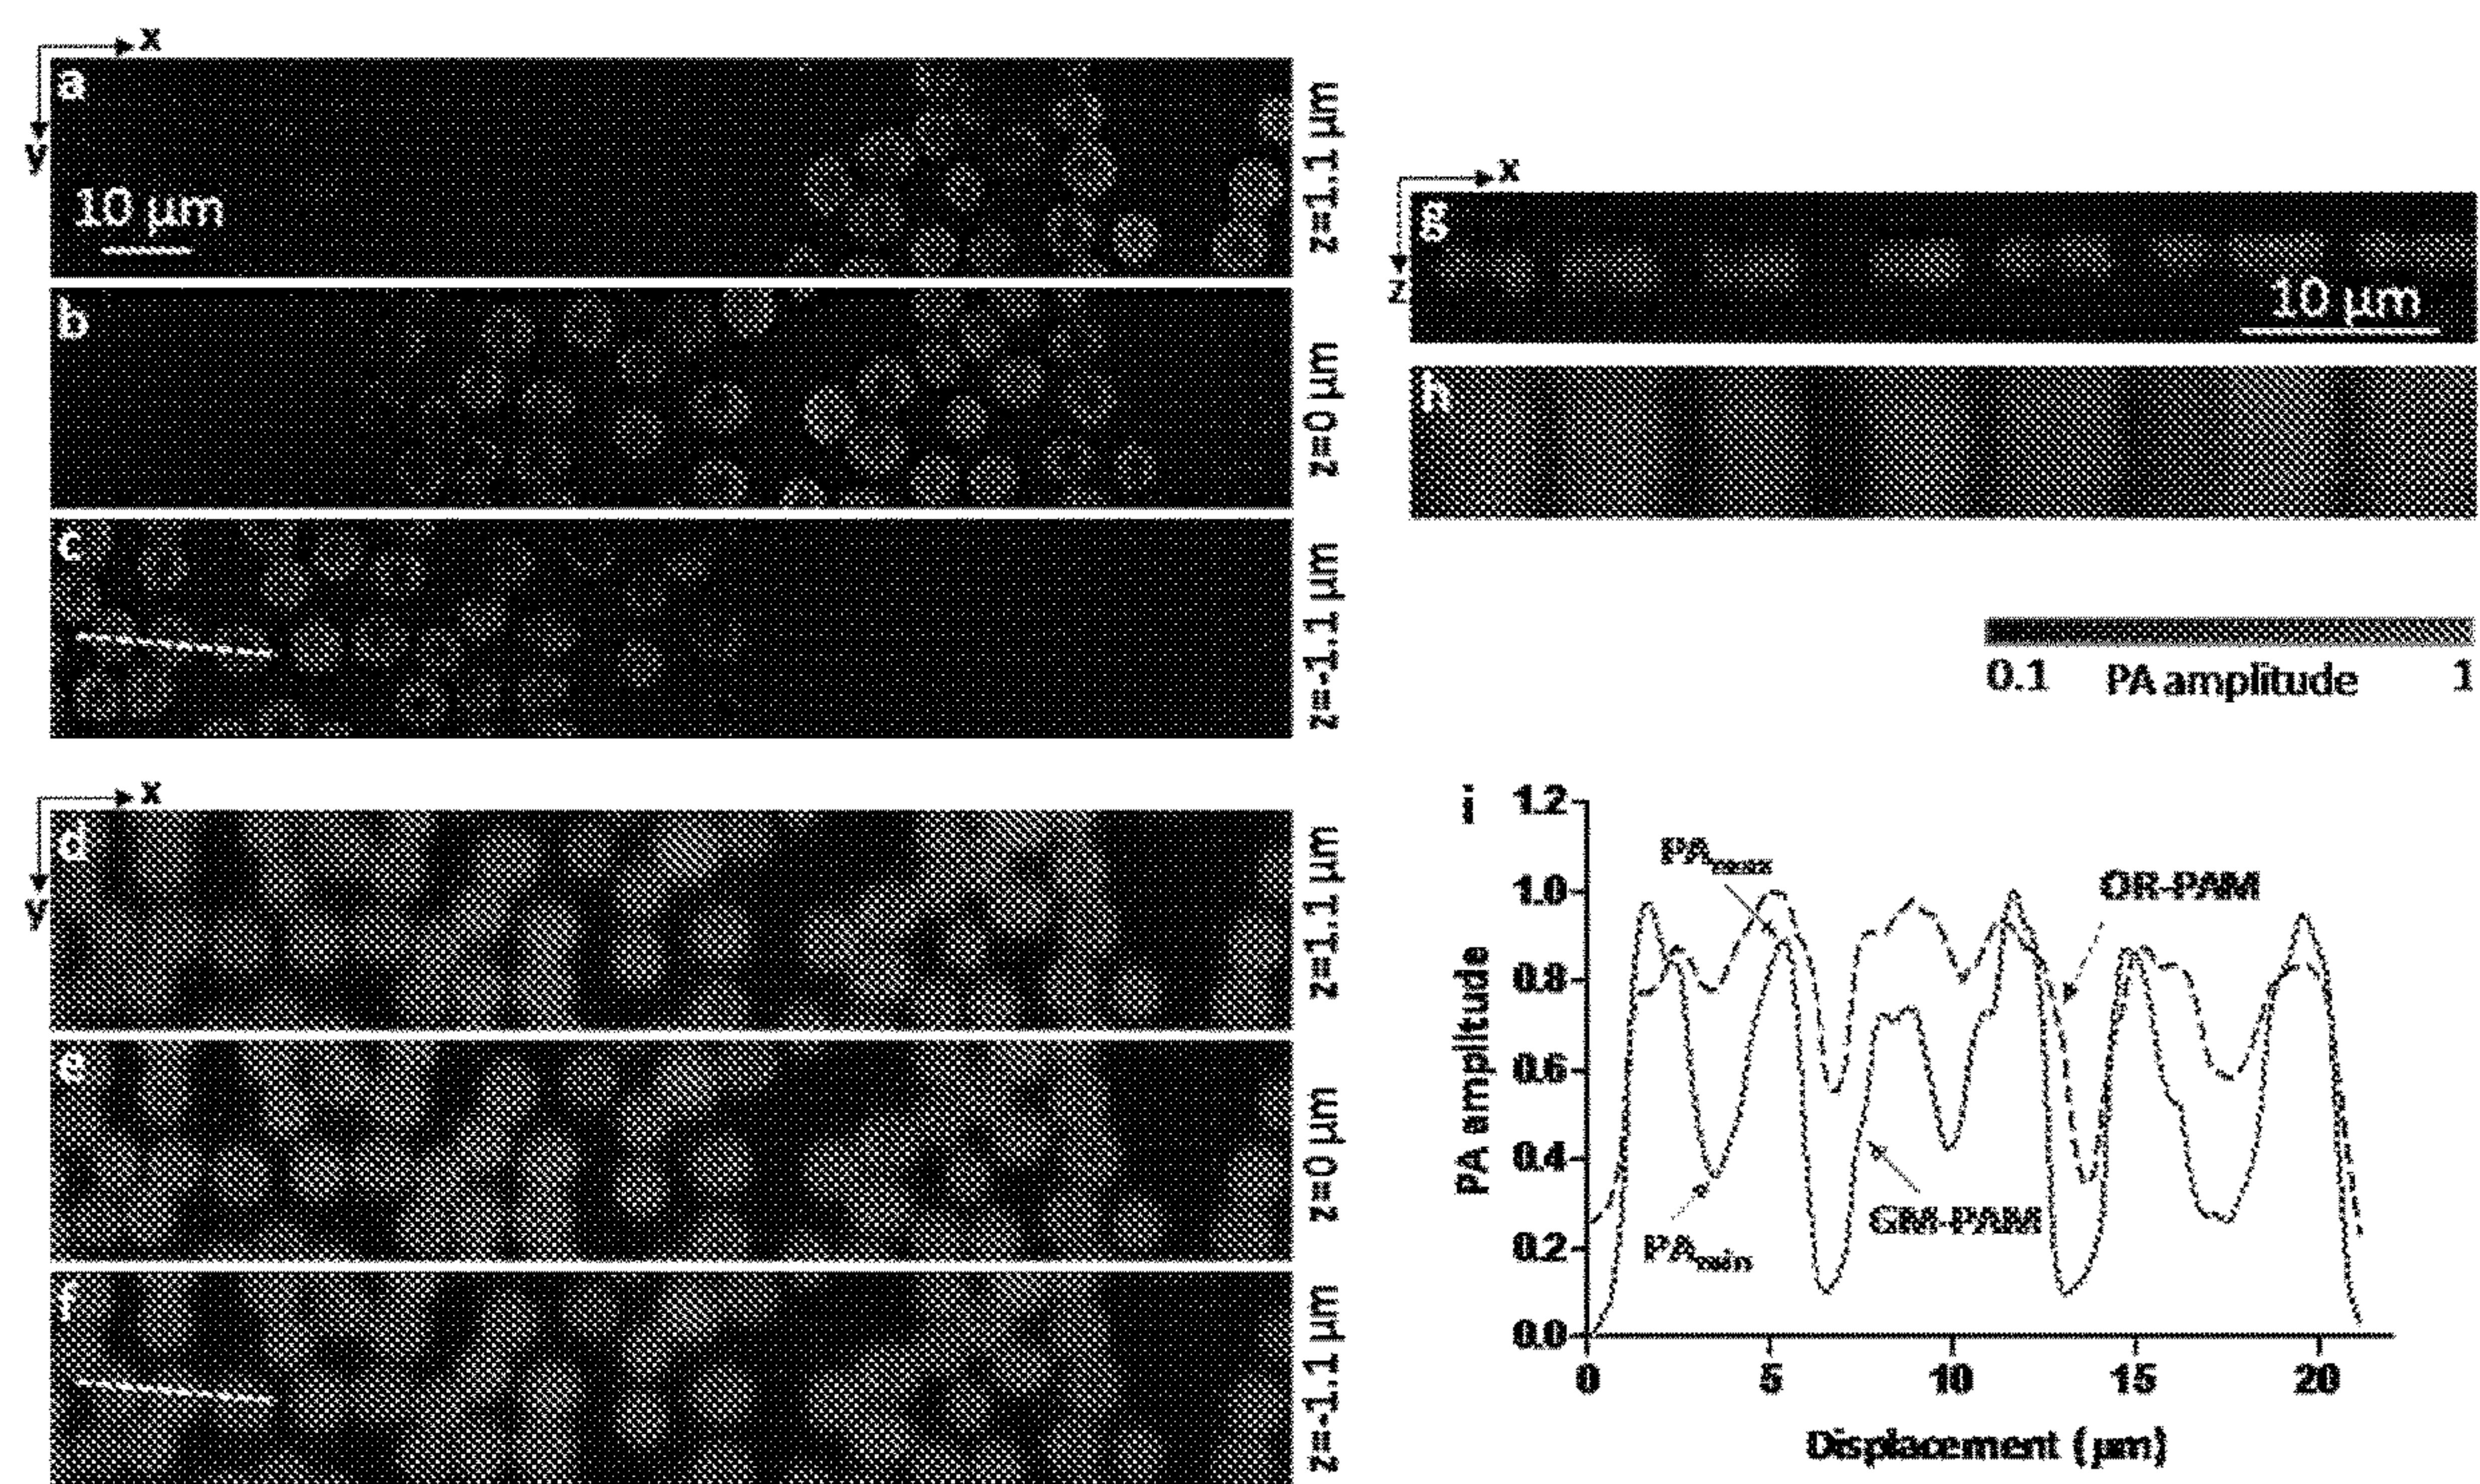 x
y
a
10 μm
z=1.1 μm
b
z=0 μm
c
z=-1.1 μm
x
y
d
z=1.1 μm
e
z=0 μm
f
z=-1.1 μm
x
z
g
10 μm
h
0.1 PA amplitude 1
i
1.2
1.0
0.8
0.6
0.4
0.2
0.0
PA amplitude
PAmax
OR-PAM
GM-PAM
PAmin
0 5 10 15 20
Displacement (μm)